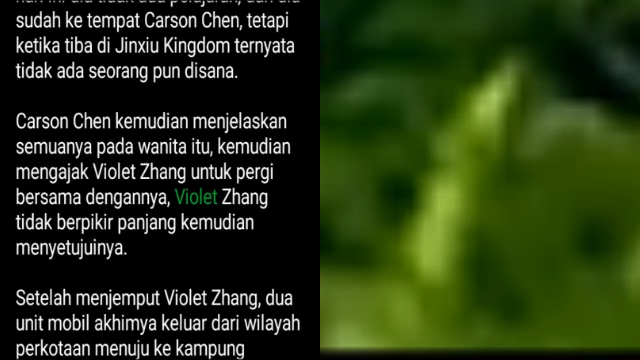 sudah ke tempat Carson Chen, tetapi
ketika tiba di Jinxiu Kingdom ternyata
tidak ada seorang pun disana.
Carson Chen kemudian menjelaskan
semuanya pada wanita itu, kemudian
mengajak Violet Zhang untuk pergi
bersama dengannya, Violet Zhang
tidak berpikir panjang kemudian
menyetujuinya.
Setelah menjemput Violet Zhang, dua
unit mobil akhirnya keluar dari wilayah
perkotaan menuju ke kampung